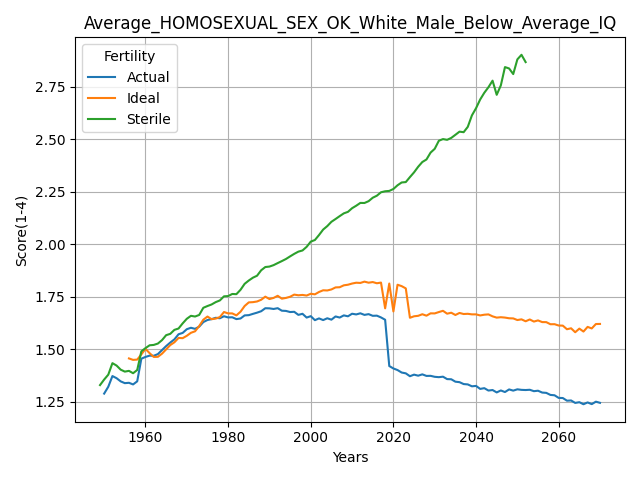 Average_HOMOSEXUAL_SEX_OK_White_Male_Below_Average_IQ
Fertility
Actual
Ideal
Sterile
Score(1-4)
2.75
2.50
2.25
2.00
1.75
1.50
1.25
1960
1980
2000
2020
2040
2060
Years